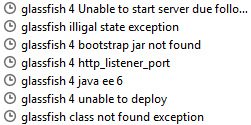 glassfish 4 Unable to start server due follo...
glassfish illigal state exception
glassfish 4 bootstrap jar not found
glassfish 4 http_listener_port
glassfish 4 java ee 6
glassfish 4 unable to deploy
glassfish class not found exception